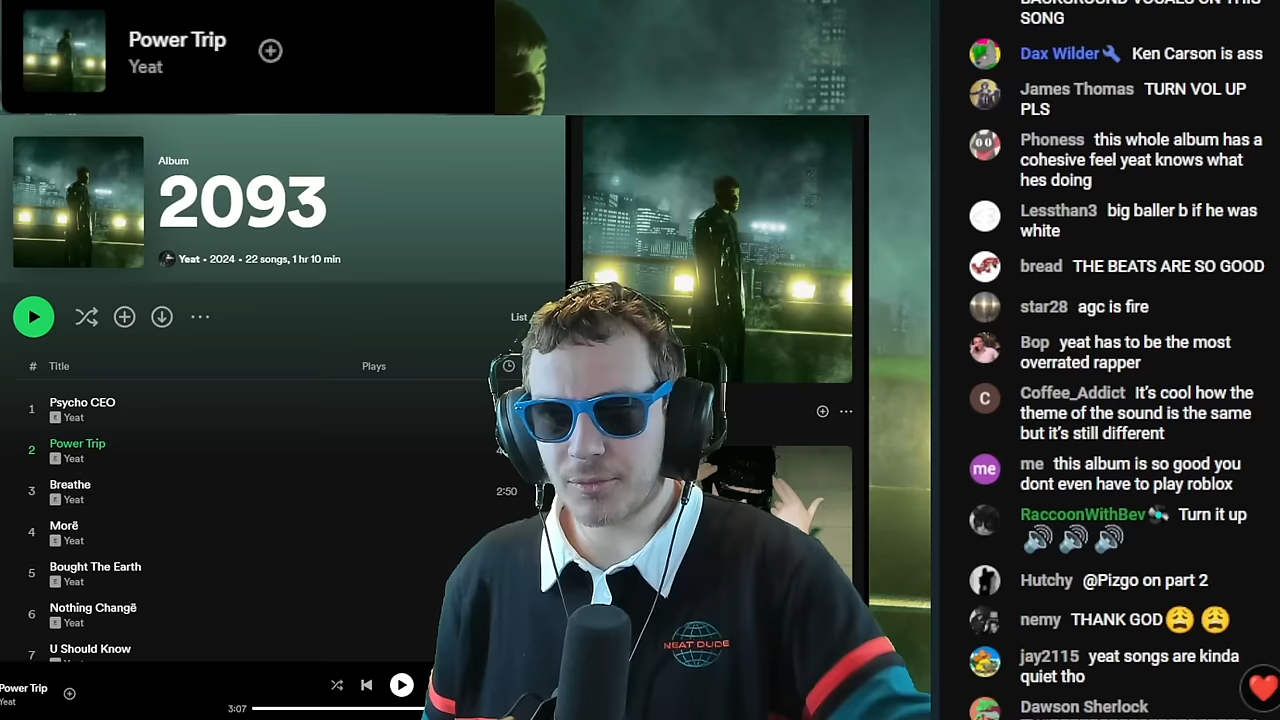 Power Trip
Yeat
Album
2093
Yeat • 2024 • 22 songs, 1 hr 10 min
List
# Title Plays
1 Psycho CEO
E Yeat
2 Power Trip
E Yeat
3 Breathe
E Yeat
2:50
4 Morë
E Yeat
5 Bought The Earth
E Yeat
6 Nothing Changë
E Yeat
7 U Should Know
Power Trip
Yeat
3:07
NEAT DUDE
BACKGROUND VOCALS ON THIS
SONG
Dax Wilder Ken Carson is ass
James Thomas TURN VOL UP
PLS
Phoness this whole album has a
cohesive feel yeat knows what
hes doing
Lessthan3 big baller b if he was
white
bread THE BEATS ARE SO GOOD
star28 agc is fire
Bop yeat has to be the most
overrated rapper
C
Coffee_Addict It's cool how the
theme of the sound is the same
but it's still different
me
me this album is so good you
dont even have to play roblox
RaccoonWithBev Turn it up
🔊 🔊 🔊
Hutchy @Pizgo on part 2
nemy THANK GOD 😩 😩
jay2115 yeat songs are kinda
quiet tho
Dawson Sherlock